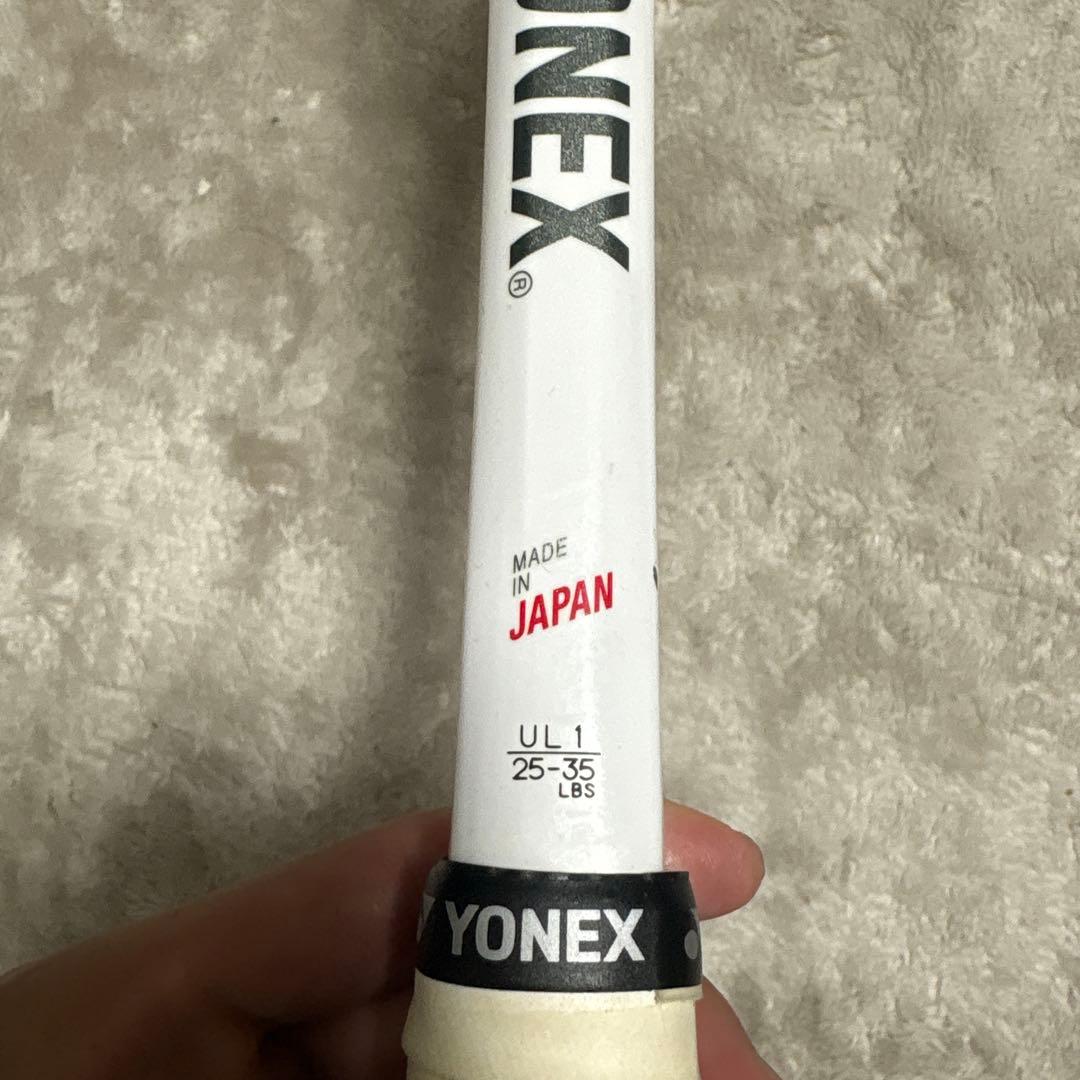 ONEX®
MADE
IN
JAPAN
UL1
25-35
LBS
YONEX